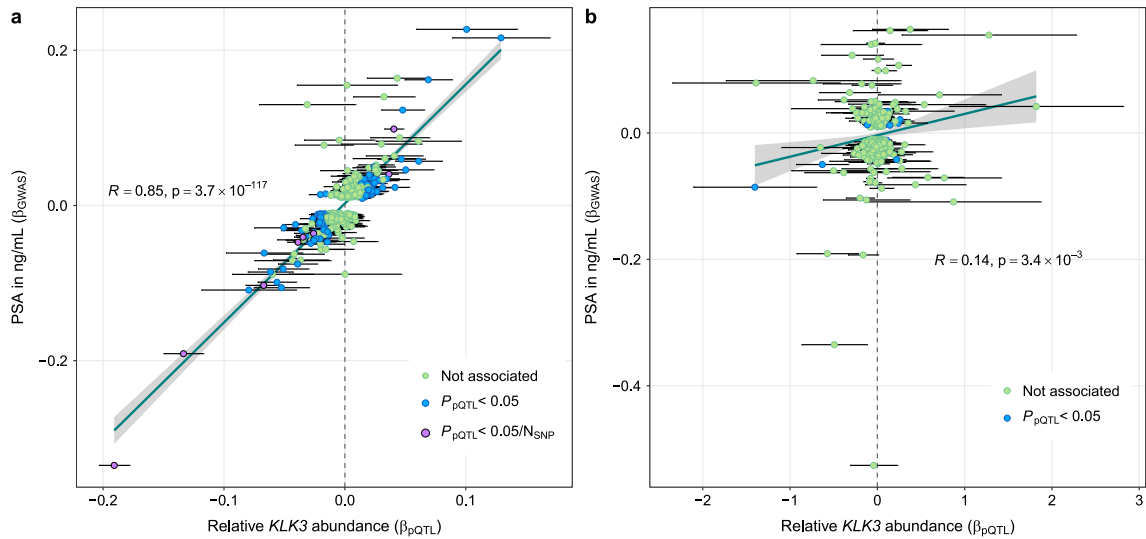 a
PSA in ng/mL (βGWAS)
0.2
0.0
−0.2
R = 0.85, p = 3.7 × 10⁻¹¹⁷
Not associated
PpQTL < 0.05
PpQTL < 0.05/NSNP
−0.2 −0.1 0.0 0.1
Relative KLK3 abundance (βpQTL)
b
PSA in ng/mL (βGWAS)
0.0
−0.2
−0.4
R = 0.14, p = 3.4 × 10⁻³
Not associated
PpQTL < 0.05
−2 −1 0 1 2 3
Relative KLK3 abundance (βpQTL)